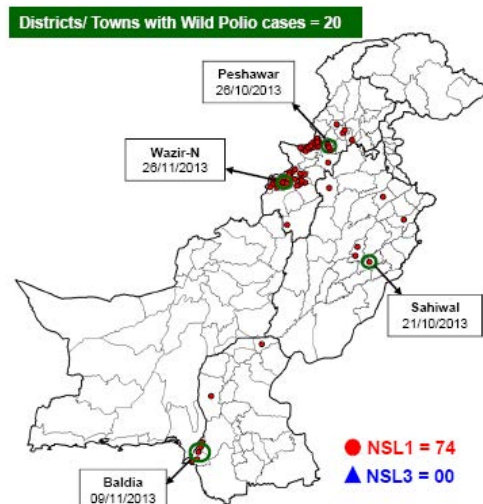 Districts/ Towns with Wild Polio cases = 20
Peshawar
26/10/2013
Wazir-N
26/11/2013
Sahiwal
21/10/2013
NSL1 = 74
NSL3 = 00
Baldia
09/11/2013